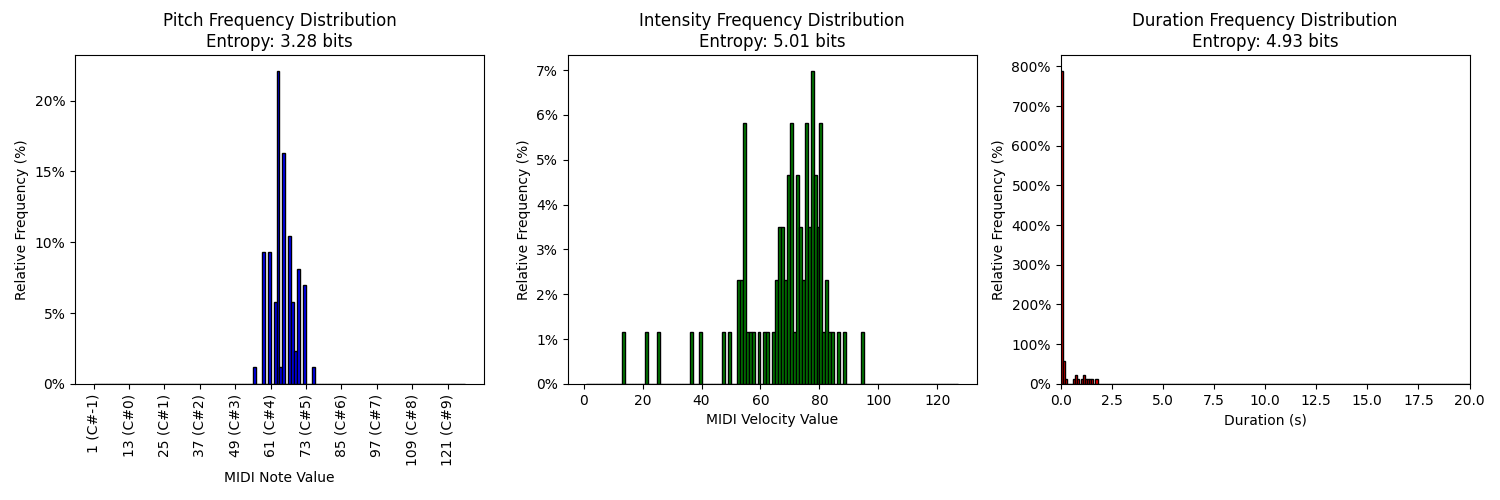 Pitch Frequency Distribution
Entropy: 3.28 bits
Relative Frequency (%)
20%
15%
10%
5%
0%
1 (C#-1)
13 (C#0)
25 (C#1)
37 (C#2)
49 (C#3)
61 (C#4)
73 (C#5)
85 (C#6)
97 (C#7)
109 (C#8)
121 (C#9)
MIDI Note Value
Intensity Frequency Distribution
Entropy: 5.01 bits
Relative Frequency (%)
7%
6%
5%
4%
3%
2%
1%
0%
0 20 40 60 80 100 120
MIDI Velocity Value
Duration Frequency Distribution
Entropy: 4.93 bits
Relative Frequency (%)
800%
700%
600%
500%
400%
300%
200%
100%
0%
0.0 2.5 5.0 7.5 10.0 12.5 15.0 17.5 20.0
Duration (s)